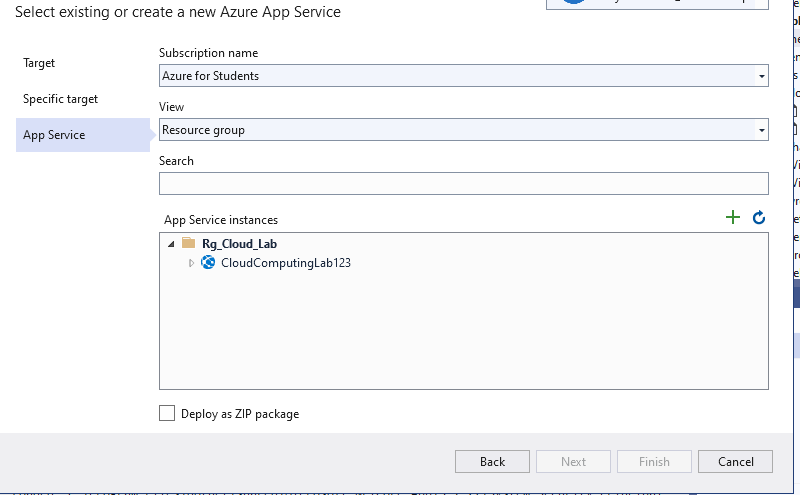 Select existing or create a new Azure App Service
Target
Specific target
App Service
Subscription name
Azure for Students
View
Resource group
Search
App Service instances
Rg_Cloud_Lab
CloudComputingLab123
Deploy as ZIP package
Back
Next
Finish
Cancel